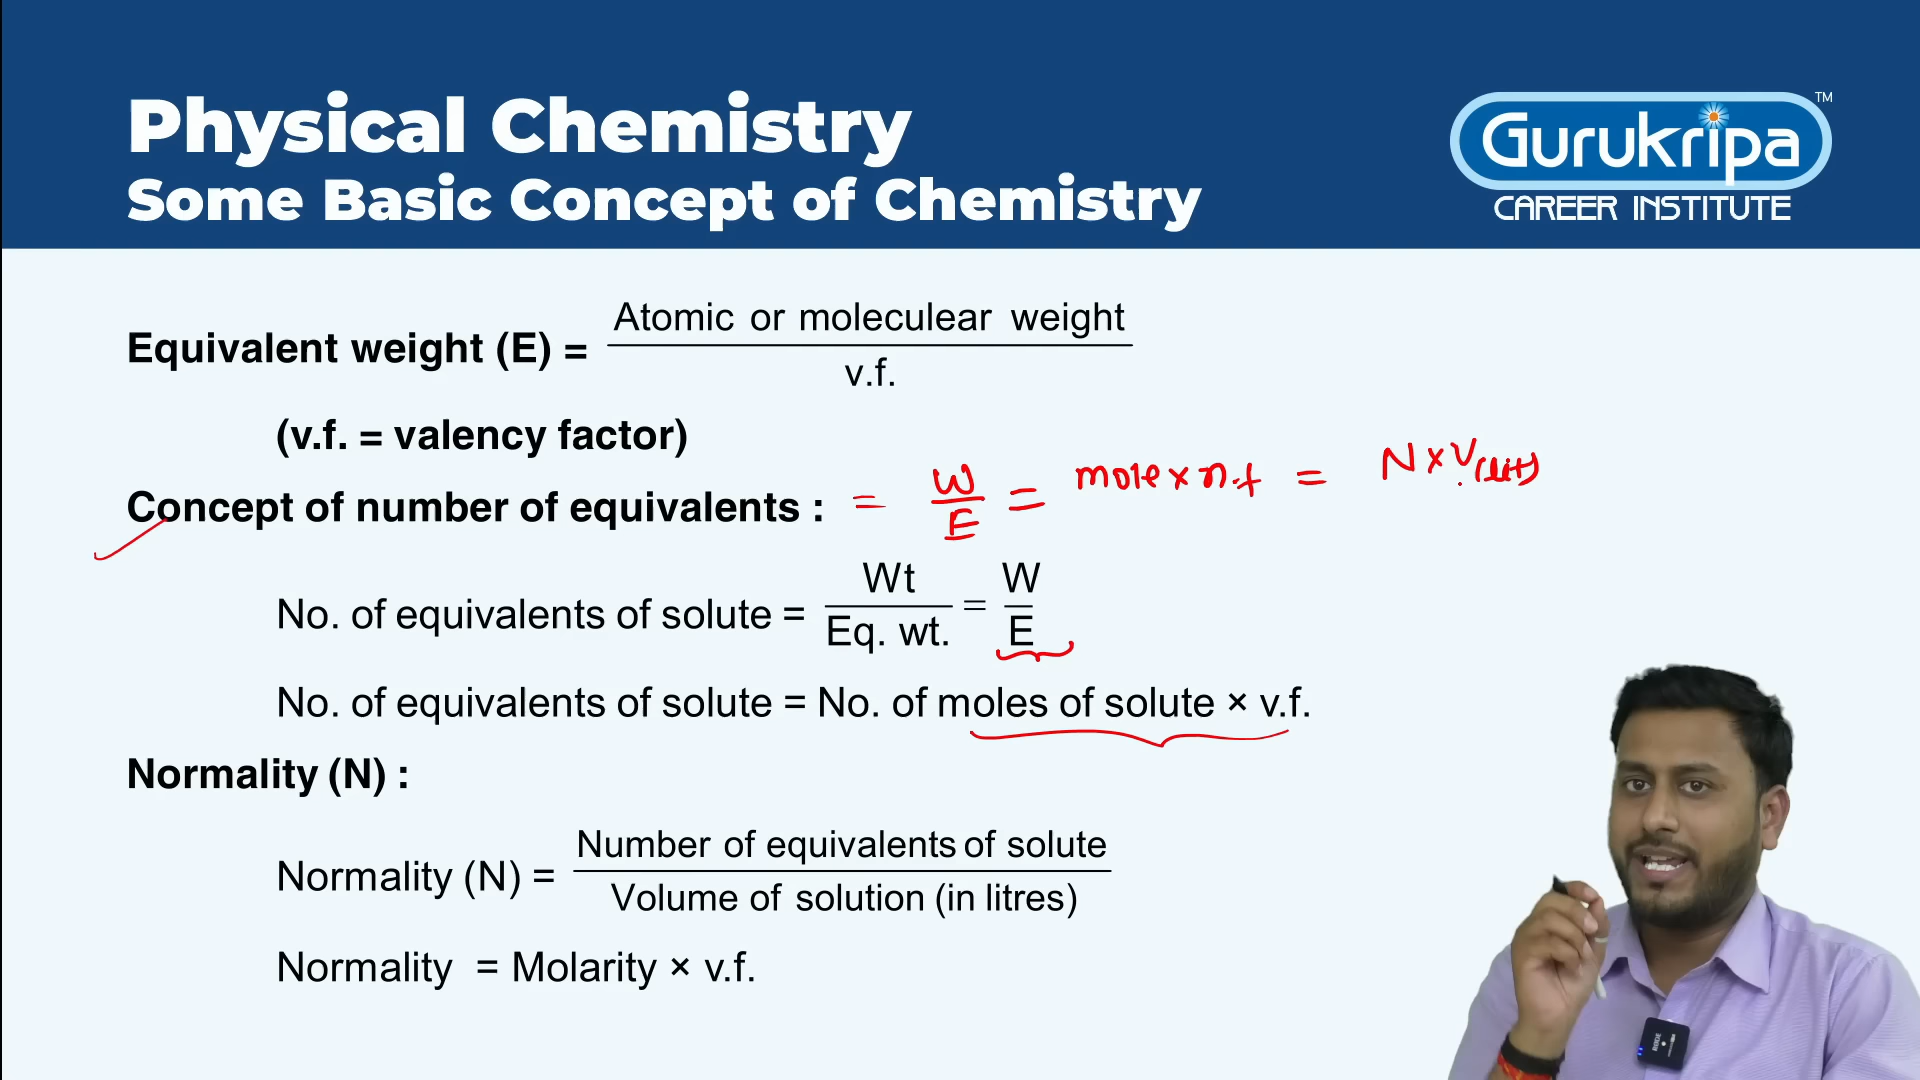 Physical Chemistry
Some Basic Concept of Chemistry
Gurukripa TM
CAREER INSTITUTE
Equivalent weight (E) = Atomic or moleculear weight
v.f.
(v.f. = valency factor)
Concept of number of equivalents : = W/E = mole x n.f = N x V(lit)
No. of equivalents of solute = Wt/Eq. wt. = W/E
No. of equivalents of solute = No. of moles of solute × v.f.
Normality (N) :
Normality (N) = Number of equivalents of solute
Volume of solution (in litres)
Normality = Molarity × v.f.